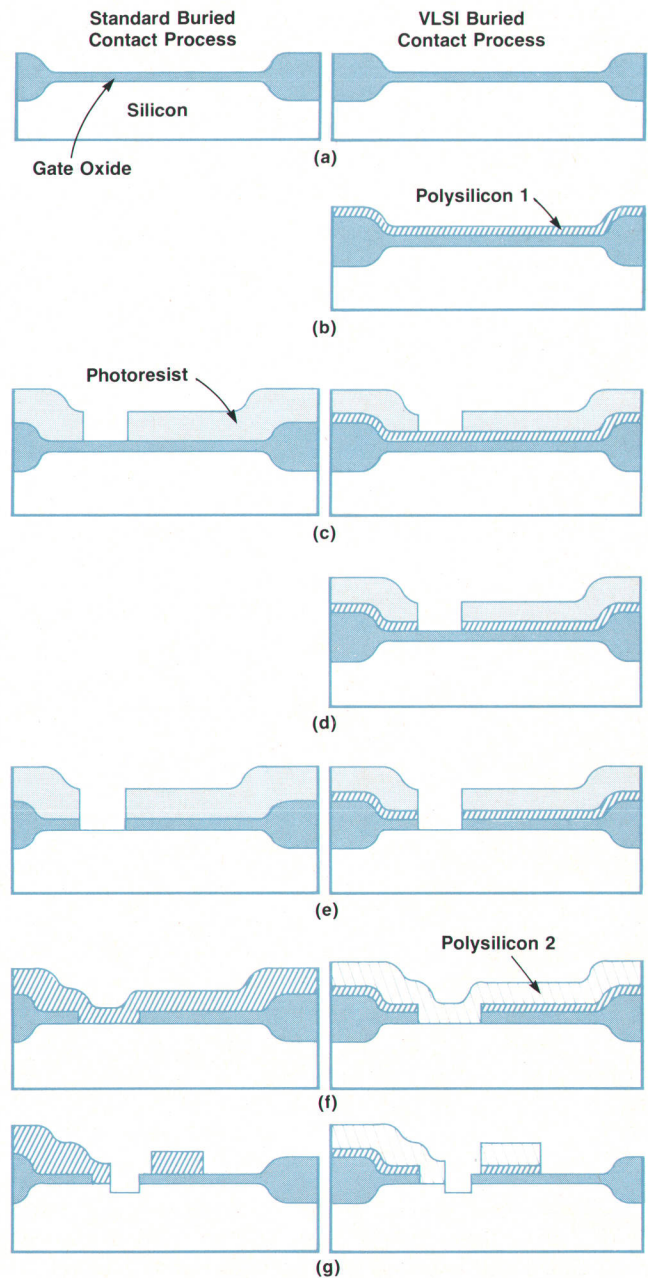 Standard Buried
Contact Process
VLSI Buried
Contact Process
Silicon
Gate Oxide
(a)
Polysilicon 1
(b)
Photoresist
(c)
(d)
(e)
Polysilicon 2
(f)
(g)